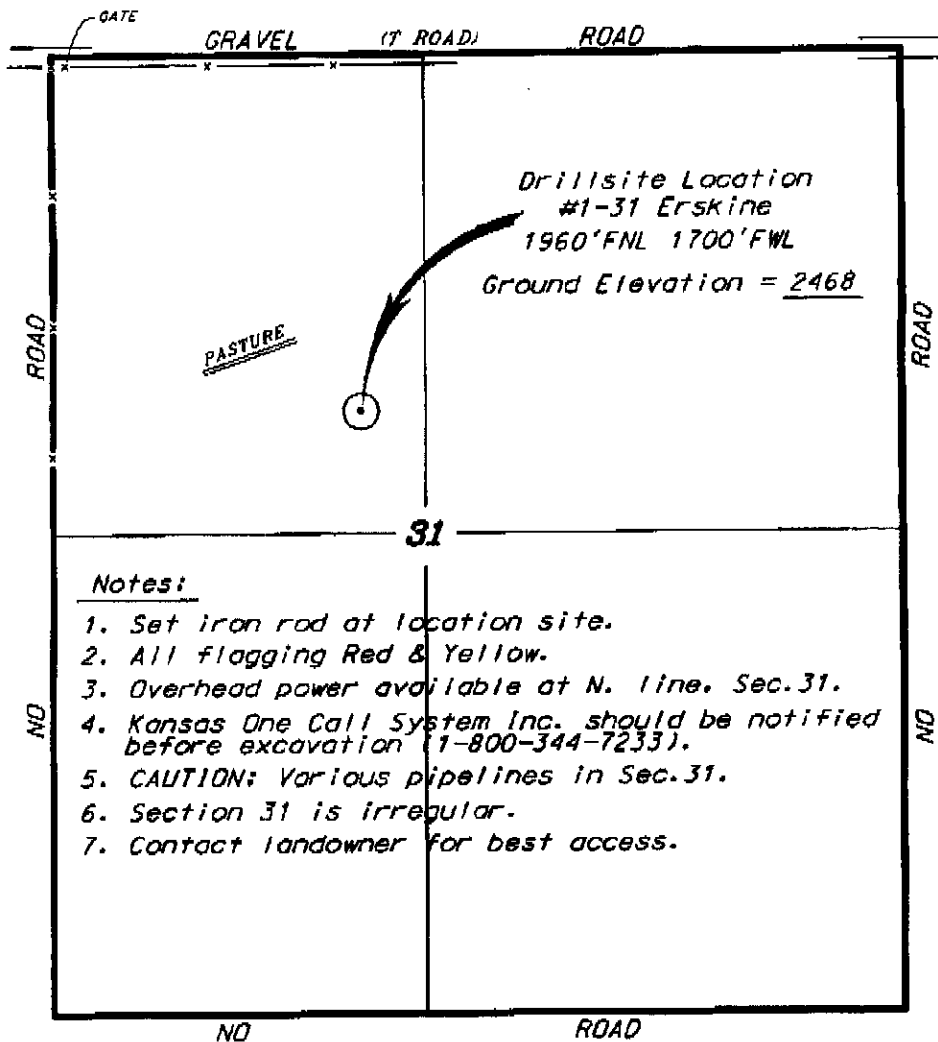 GATE
GRAVEL (T ROAD) ROAD
Drillsite Location
#1-31 Erskine
1960'FNL 1700'FWL
Ground Elevation = 2468
PASTURE
ROAD
ROAD
31
Notes:
1. Set iron rod at location site.
2. All flagging Red & Yellow.
3. Overhead power available at N. line. Sec.31.
4. Kansas One Call System Inc. should be notified
before excavation (1-800-344-7233).
5. CAUTION: Various pipelines in Sec.31.
6. Section 31 is irregular.
7. Contact landowner for best access.
NO
NO
NO ROAD